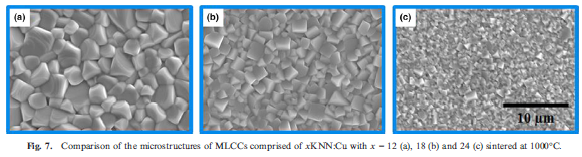 (a)
(b)
(c)
10 μm
Fig. 7. Comparison of the microstructures of MLCCs comprised of xKNN:Cu with x − 12 (a), 18 (b) and 24 (c) sintered at 1000°C.